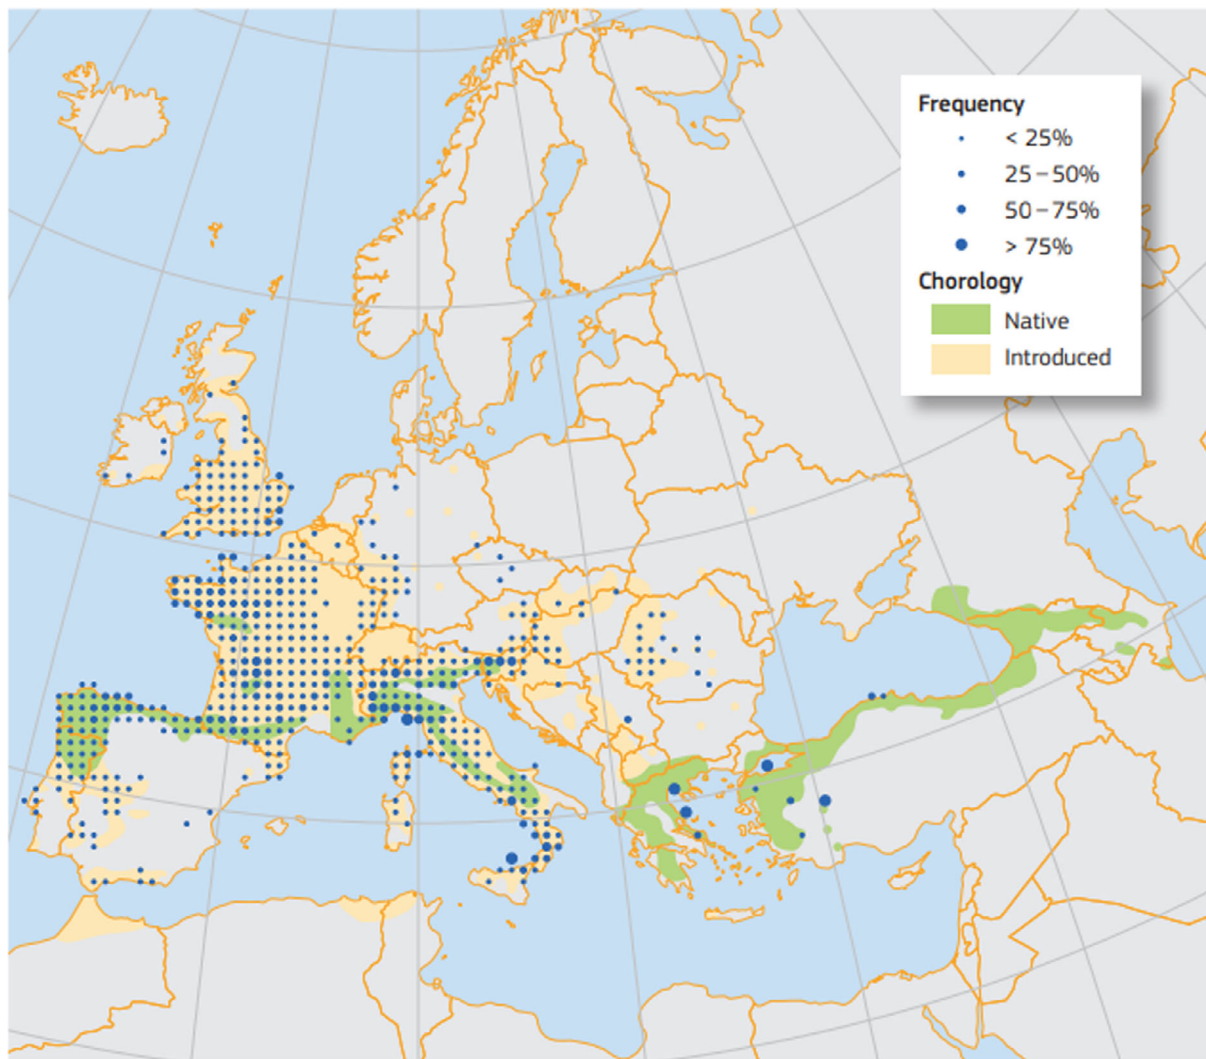 Frequency
< 25%
25 – 50%
50 – 75%
> 75%
Chorology
Native
Introduced